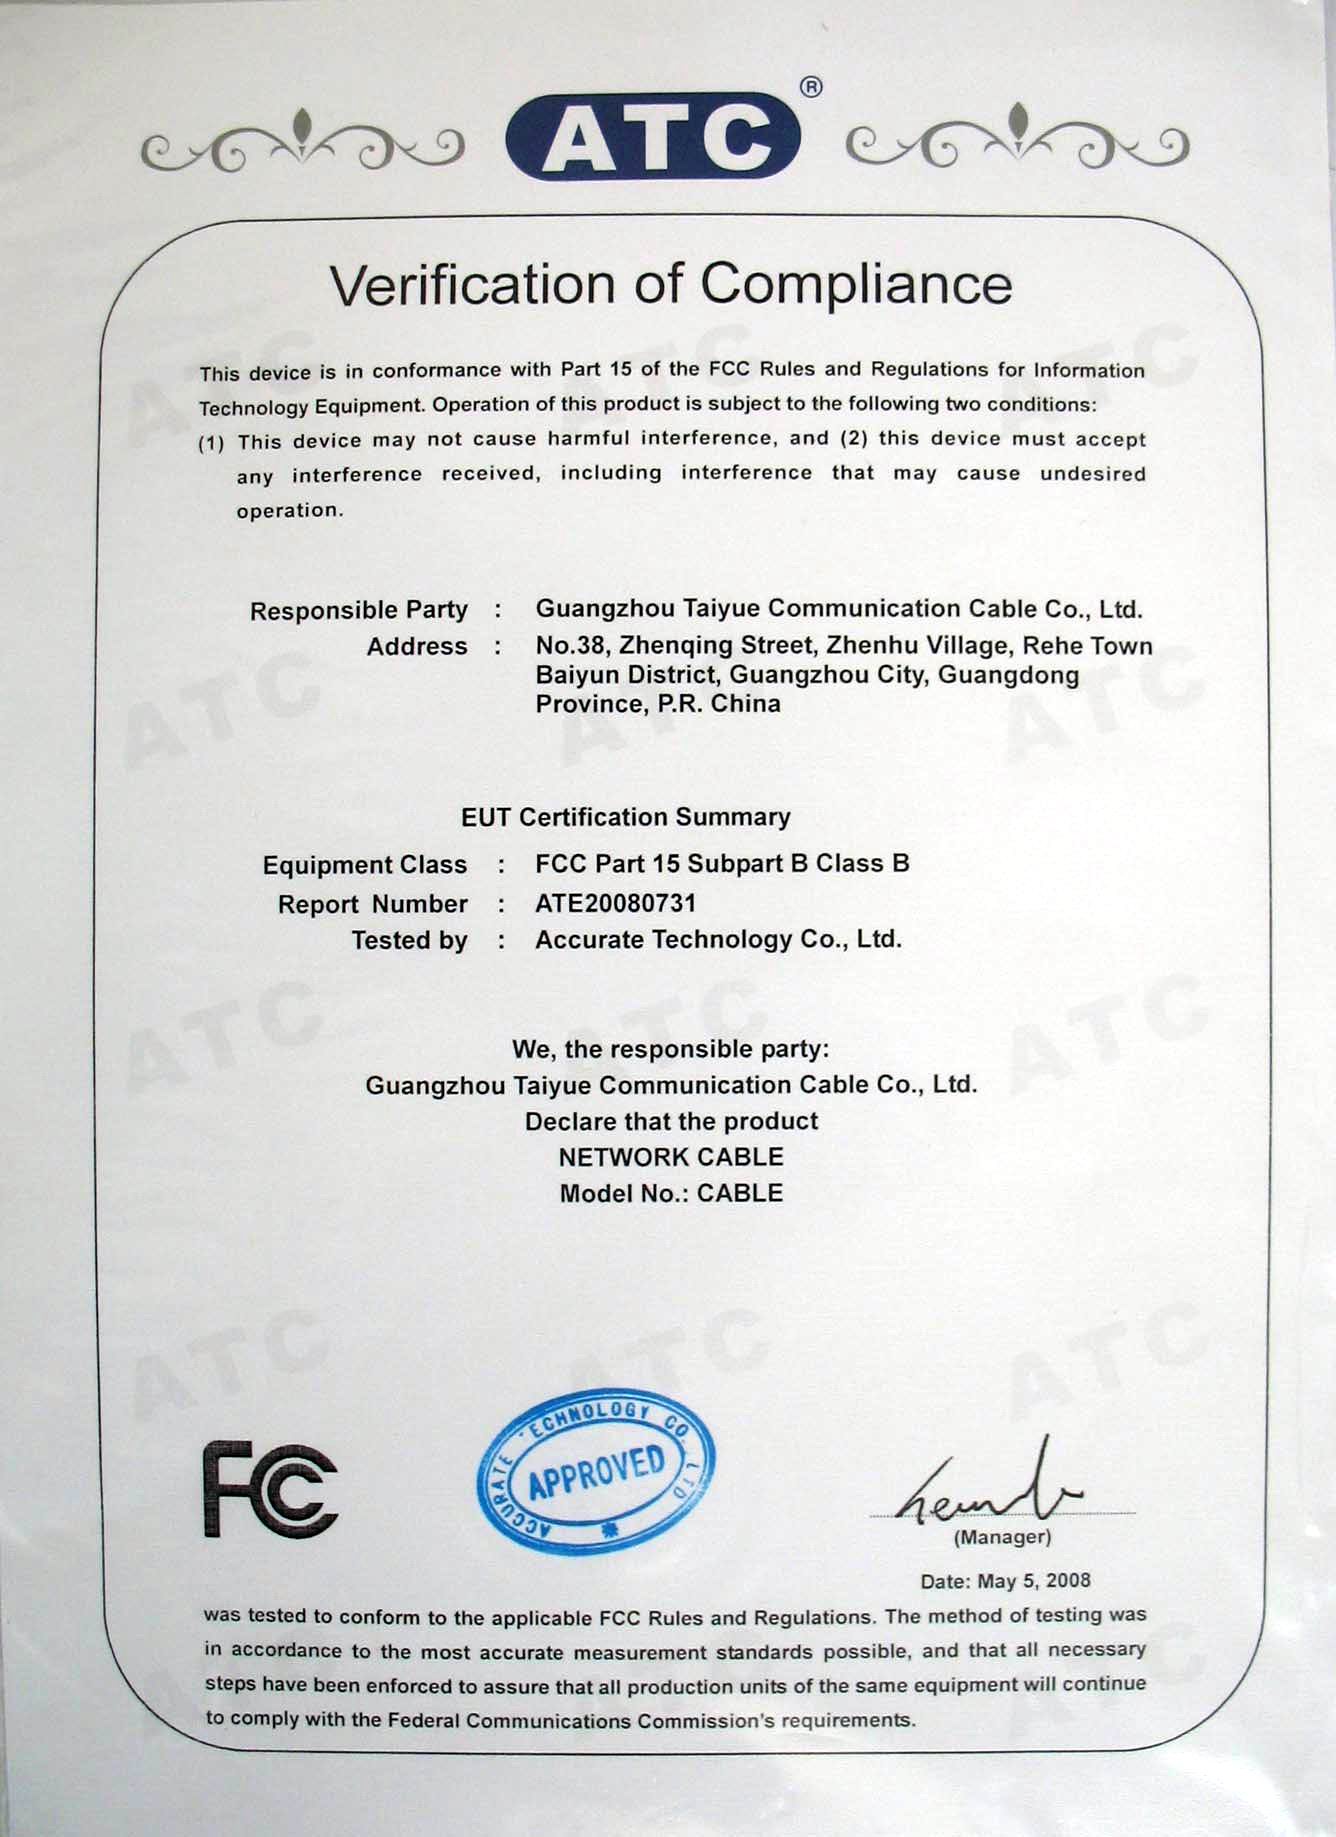 ATC®
Verification of Compliance
This device is in conformance with Part 15 of the FCC Rules and Regulations for Information
Technology Equipment. Operation of this product is subject to the following two conditions:
(1) This device may not cause harmful interference, and (2) this device must accept
any interference received, including interference that may cause undesired
operation.
Responsible Party : Guangzhou Taiyue Communication Cable Co., Ltd.
Address : No.38, Zhenqing Street, Zhenhu Village, Rehe Town
Baiyun District, Guangzhou City, Guangdong
Province, P.R. China
EUT Certification Summary
Equipment Class : FCC Part 15 Subpart B Class B
Report Number : ATE20080731
Tested by : Accurate Technology Co., Ltd.
We, the responsible party:
Guangzhou Taiyue Communication Cable Co., Ltd.
Declare that the product
NETWORK CABLE
Model No.: CABLE
FCC
ACCURATE TECHNOLOGY CO. LTD
APPROVED
(Manager)
Date: May 5, 2008
was tested to conform to the applicable FCC Rules and Regulations. The method of testing was
in accordance to the most accurate measurement standards possible, and that all necessary
steps have been enforced to assure that all production units of the same equipment will continue
to comply with the Federal Communications Commission's requirements.